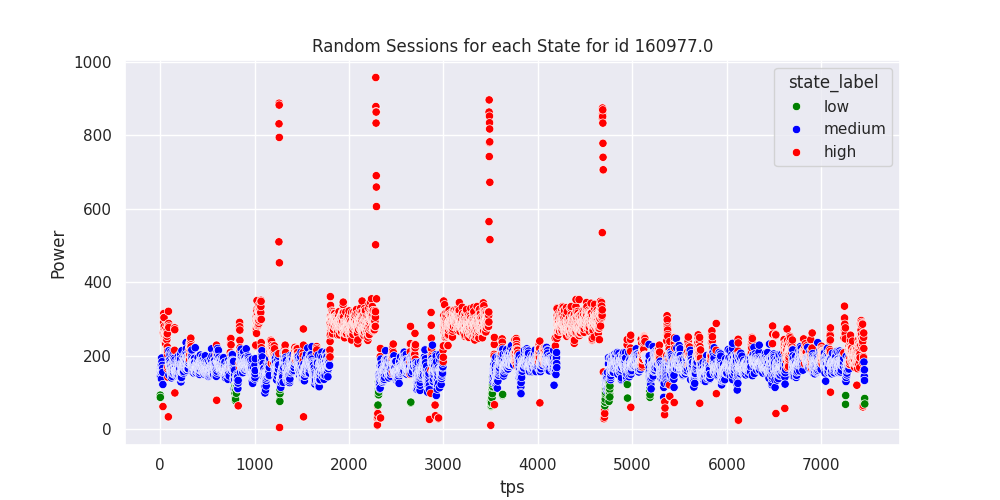 Random Sessions for each State for id 160977.0
state_label
low
medium
high
Power
1000
800
600
400
200
0
0 1000 2000 3000 4000 5000 6000 7000
tps